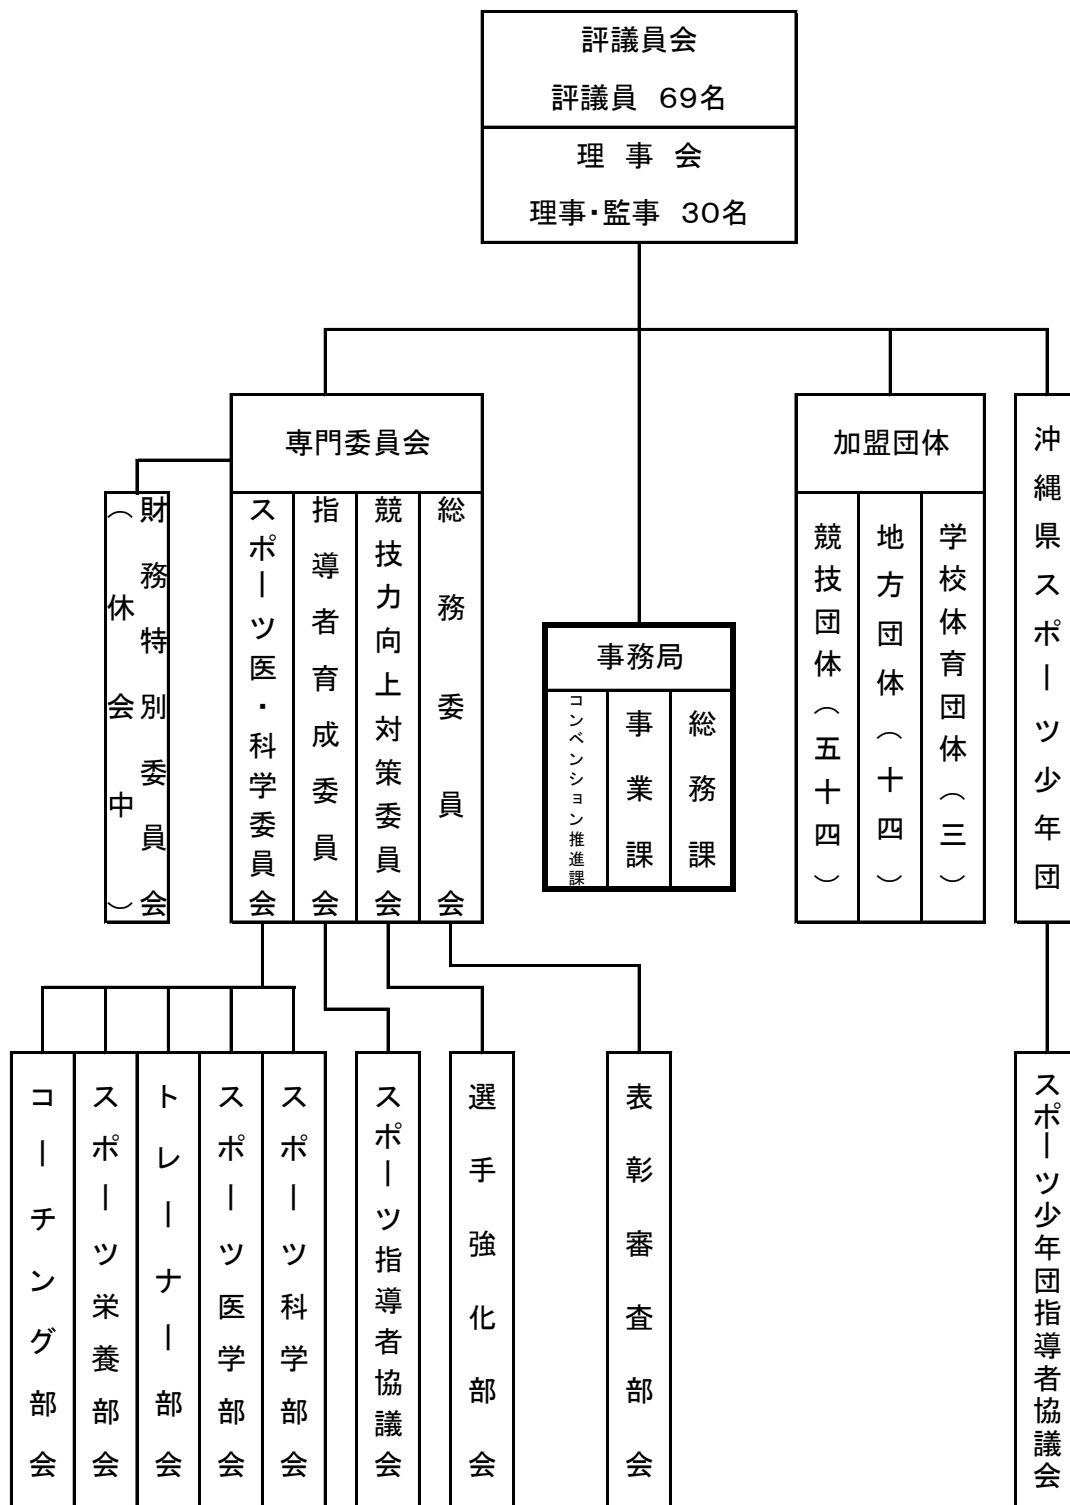 評議員会
評議員 69名
理 事 会
理事・監事 30名
専門委員会
加盟団体
沖縄県スポーツ少年団
財務特別委員会
（休会中）
スポーツ医・科学委員会
指導者育成委員会
競技力向上対策委員会
総務委員会
事務局
コンベンション推進課
事業課
総務課
競技団体（五十四）
地方団体（十四）
学校体育団体（三）
コーチング部会
スポーツ栄養部会
トレーナー部会
スポーツ医学部会
スポーツ科学部会
スポーツ指導者協議会
選手強化部会
表彰審査部会
スポーツ少年団指導者協議会